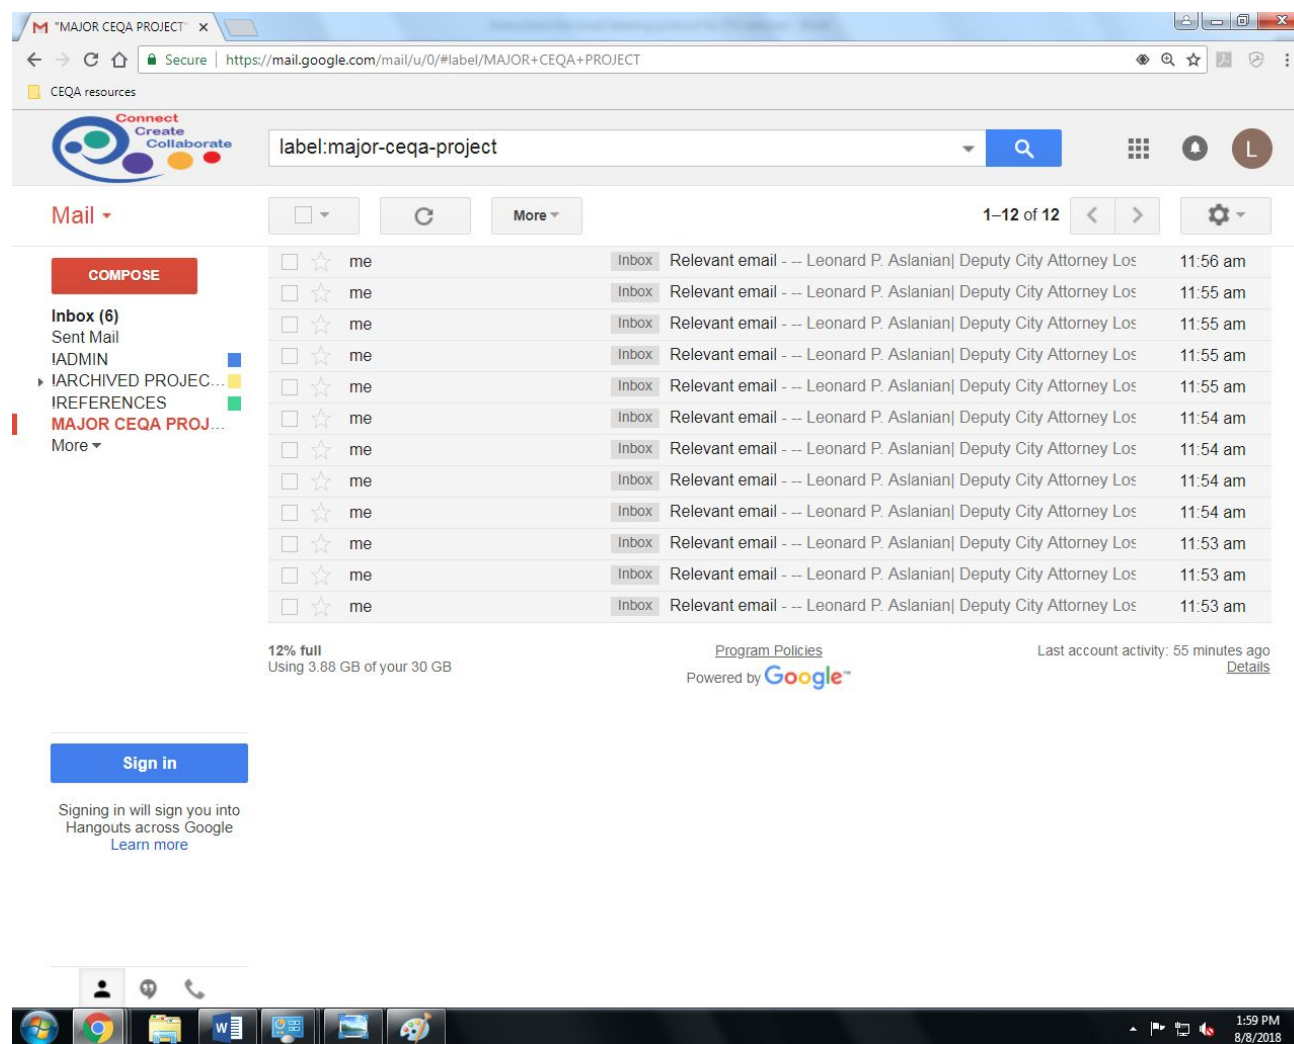 "MAJOR CEQA PROJECT"
Secure https://mail.google.com/mail/u/0/#label/MAJOR+CEQA+PROJECT
CEQA resources
Connect
Create
Collaborate
label:major-ceqa-project
L
Mail
More
1–12 of 12
COMPOSE
Inbox (6)
Sent Mail
!ADMIN
!ARCHIVED PROJEC...
!REFERENCES
MAJOR CEQA PROJ...
More
me Inbox Relevant email - -- Leonard P. Aslanian| Deputy City Attorney Los 11:56 am
me Inbox Relevant email - -- Leonard P. Aslanian| Deputy City Attorney Los 11:55 am
me Inbox Relevant email - -- Leonard P. Aslanian| Deputy City Attorney Los 11:55 am
me Inbox Relevant email - -- Leonard P. Aslanian| Deputy City Attorney Los 11:55 am
me Inbox Relevant email - -- Leonard P. Aslanian| Deputy City Attorney Los 11:55 am
me Inbox Relevant email - -- Leonard P. Aslanian| Deputy City Attorney Los 11:54 am
me Inbox Relevant email - -- Leonard P. Aslanian| Deputy City Attorney Los 11:54 am
me Inbox Relevant email - -- Leonard P. Aslanian| Deputy City Attorney Los 11:54 am
me Inbox Relevant email - -- Leonard P. Aslanian| Deputy City Attorney Los 11:54 am
me Inbox Relevant email - -- Leonard P. Aslanian| Deputy City Attorney Los 11:53 am
me Inbox Relevant email - -- Leonard P. Aslanian| Deputy City Attorney Los 11:53 am
me Inbox Relevant email - -- Leonard P. Aslanian| Deputy City Attorney Los 11:53 am
12% full
Using 3.88 GB of your 30 GB
Program Policies
Powered by Google™
Last account activity: 55 minutes ago
Details
Sign in
Signing in will sign you into
Hangouts across Google
Learn more
1:59 PM
8/8/2018